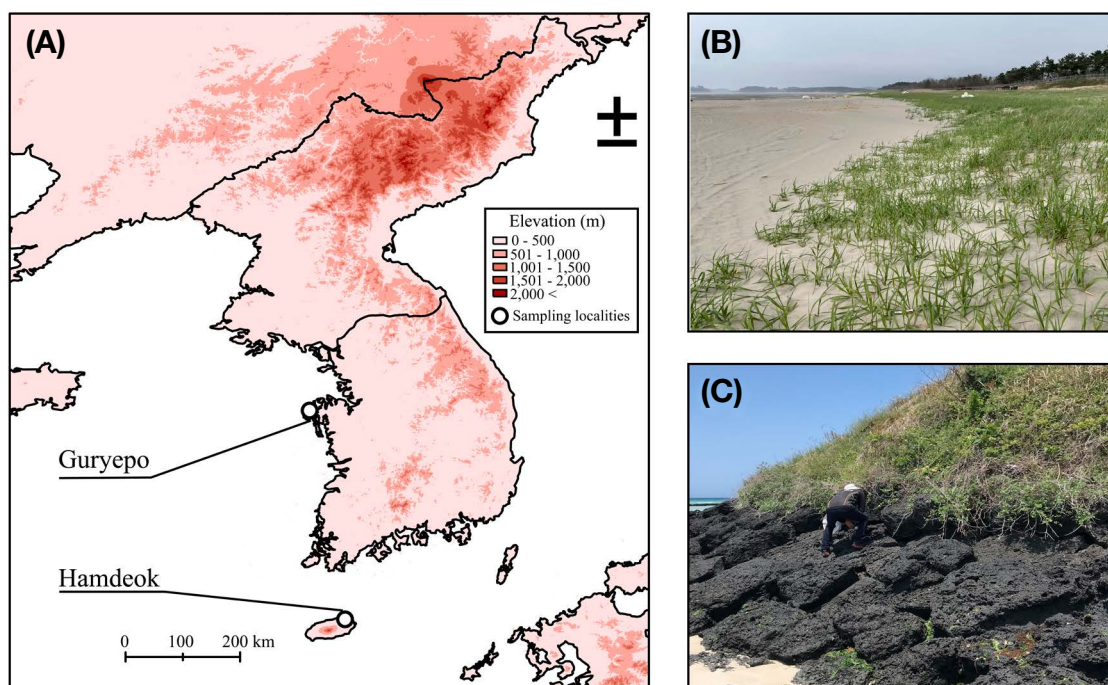 (A)
Elevation (m)
0 - 500
501 - 1,000
1,001 - 1,500
1,501 - 2,000
2,000 <
Sampling localities
Guryepo
Hamdeok
0 100 200 km
(B)
(C)